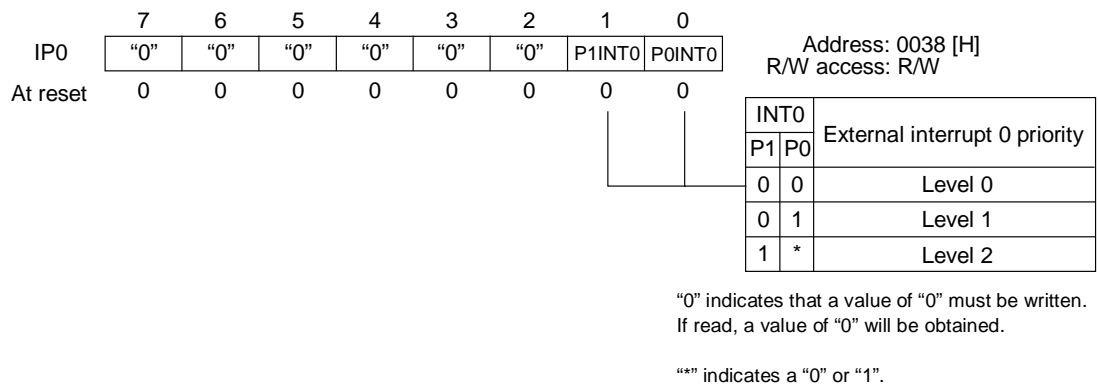 7 6 5 4 3 2 1 0
IP0 “0” “0” “0” “0” “0” “0” P1INT0 P0INT0
Address: 0038 [H]
R/W access: R/W
At reset 0 0 0 0 0 0 0 0
INT0 External interrupt 0 priority
P1 P0
0 0 Level 0
0 1 Level 1
1 * Level 2
“0” indicates that a value of “0” must be written.
If read, a value of “0” will be obtained.
“*” indicates a “0” or “1”.